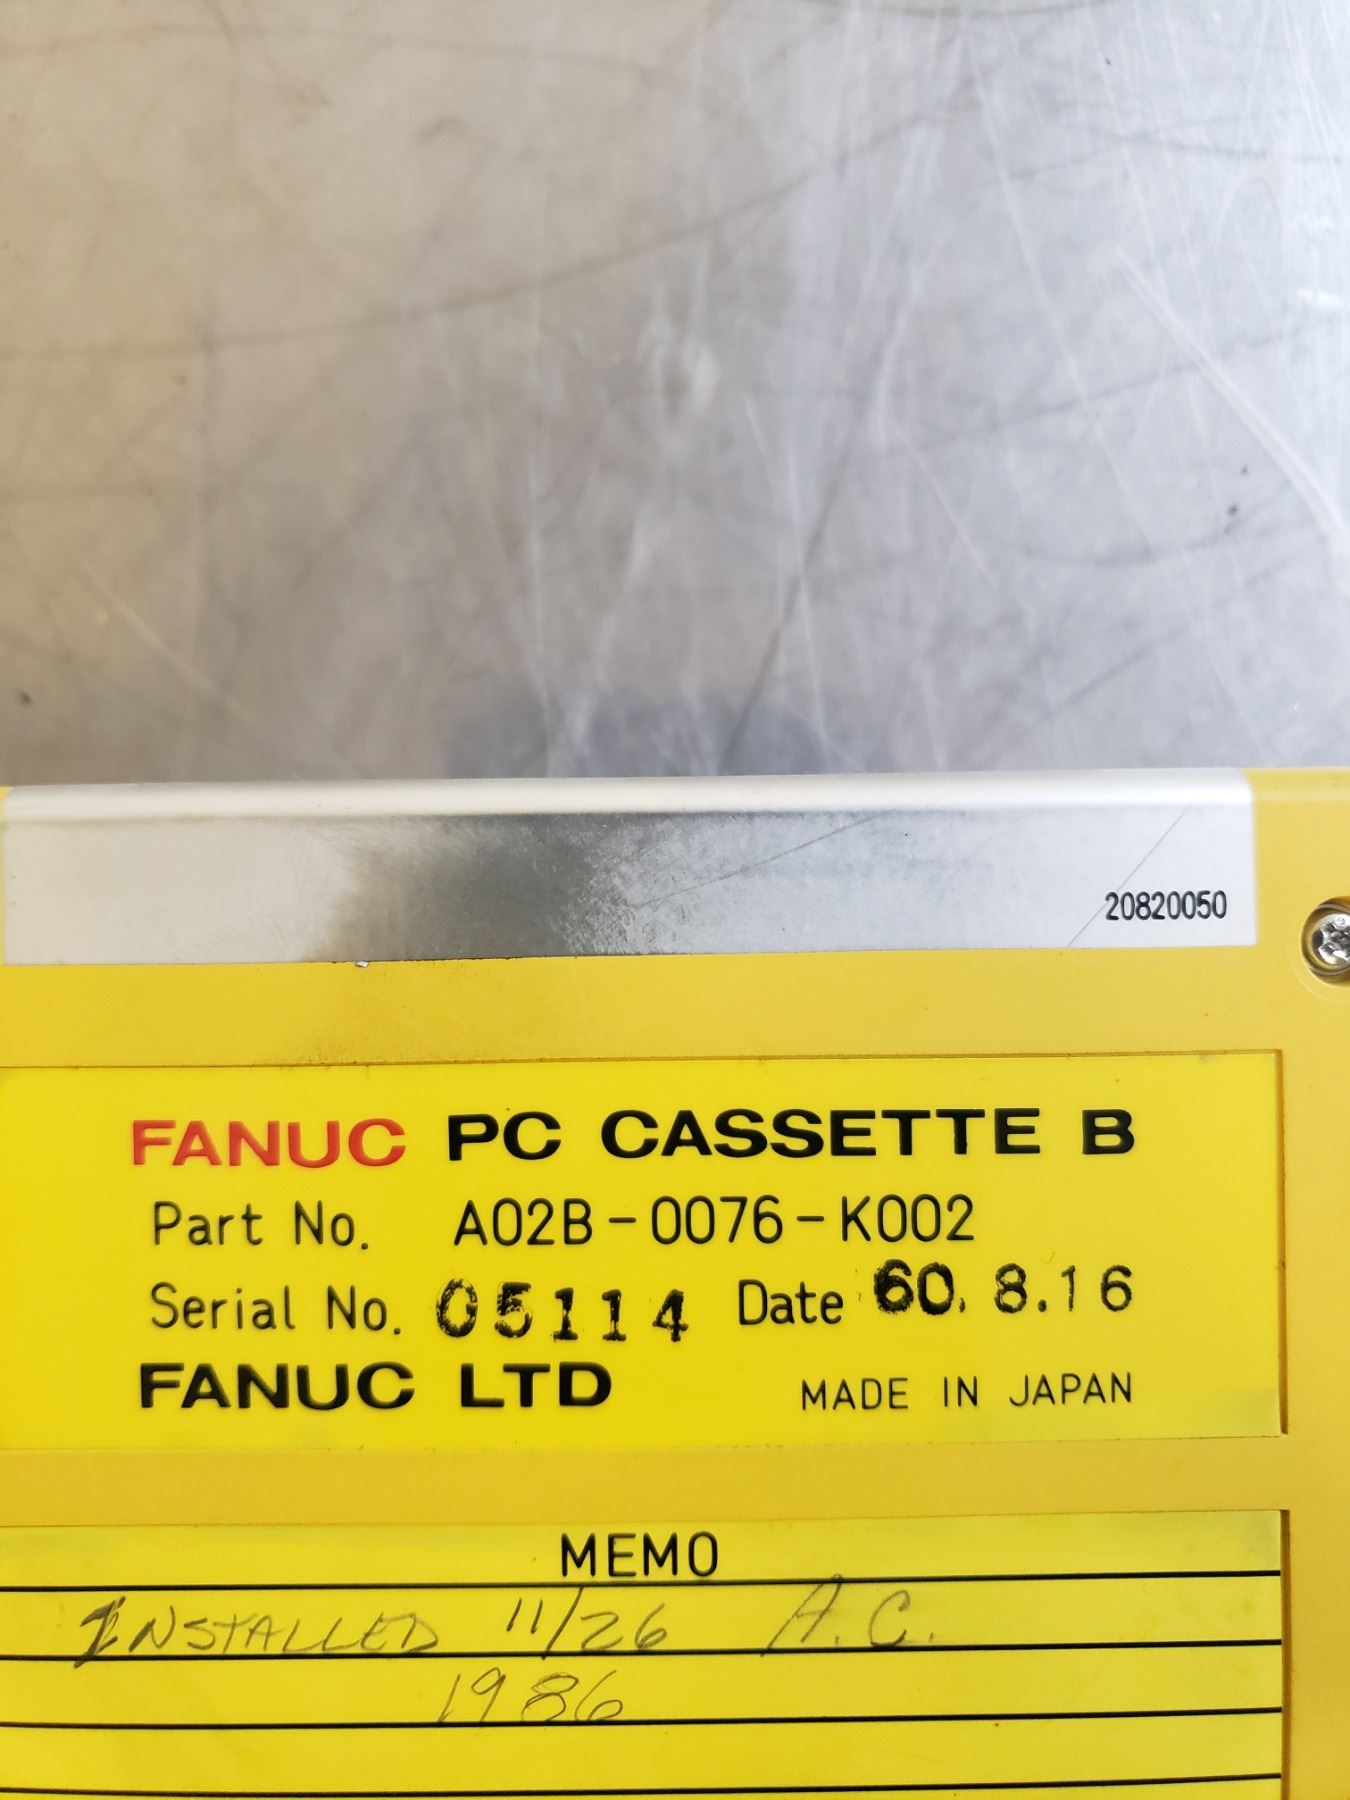 20820050
FANUC PC CASSETTE B
Part No. A02B-0076-K002
Serial No. 05114 Date 60.8.16
FANUC LTD MADE IN JAPAN
MEMO
INSTALLED 11/26 A.C.
1986